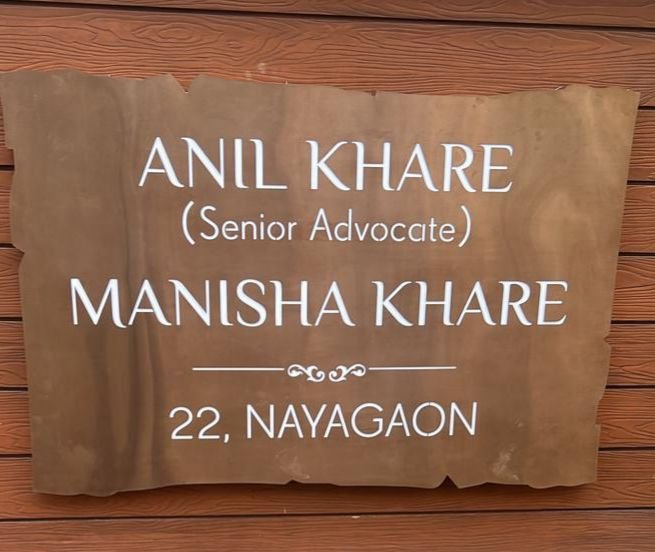 ANIL KHARE
(Senior Advocate)
MANISHA KHARE
22, NAYAGAON